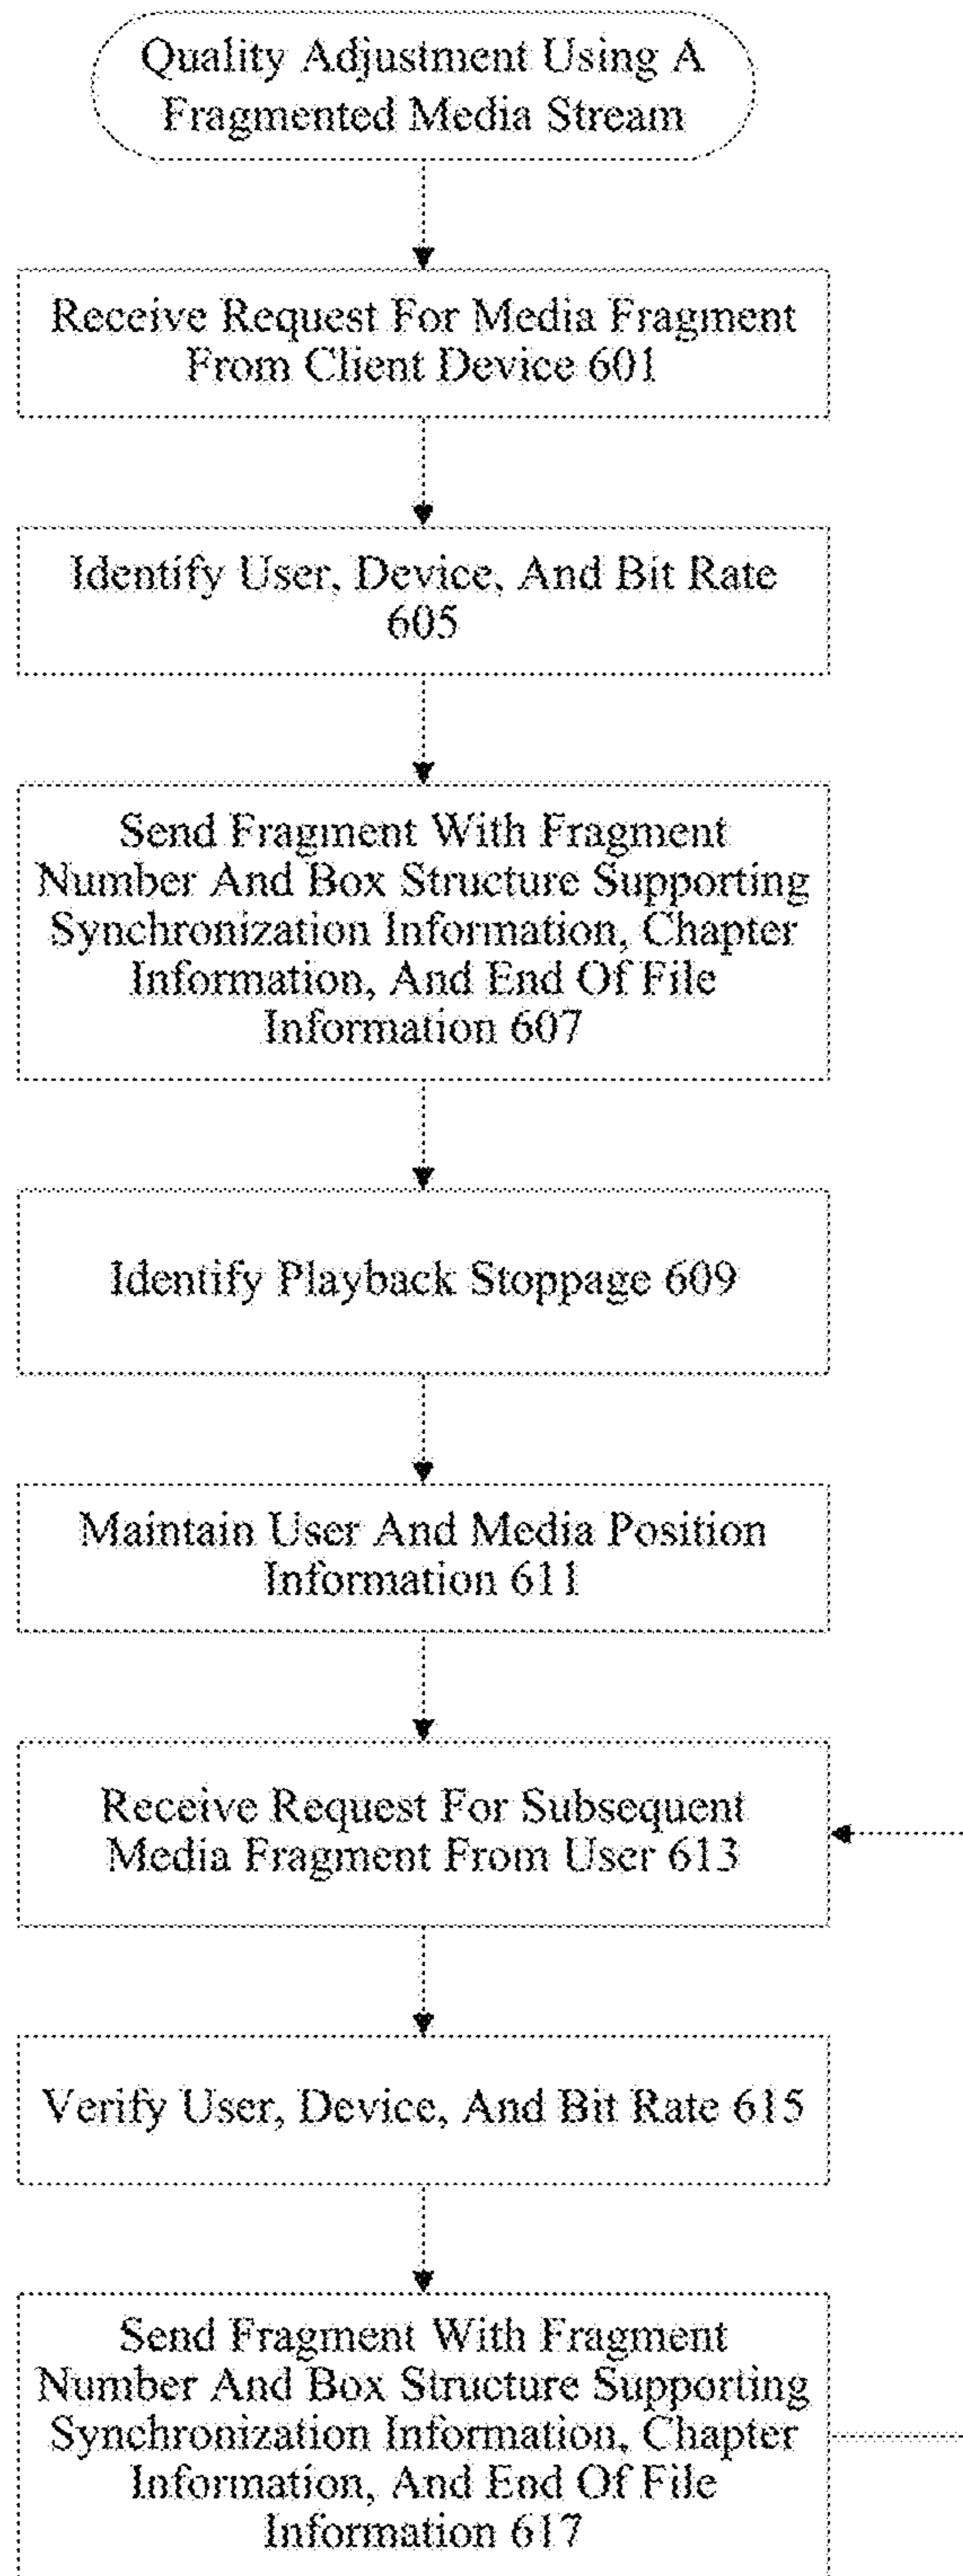 Quality Adjustment Using A
Fragmented Media Stream
Receive Request For Media Fragment
From Client Device 601
Identify User, Device, And Bit Rate
605
Send Fragment With Fragment
Number And Box Structure Supporting
Synchronization Information, Chapter
Information, And End Of File
Information 607
Identify Playback Stoppage 609
Maintain User And Media Position
Information 611
Receive Request For Subsequent
Media Fragment From User 613
Verify User, Device, And Bit Rate 615
Send Fragment With Fragment
Number And Box Structure Supporting
Synchronization Information, Chapter
Information, And End Of File
Information 617